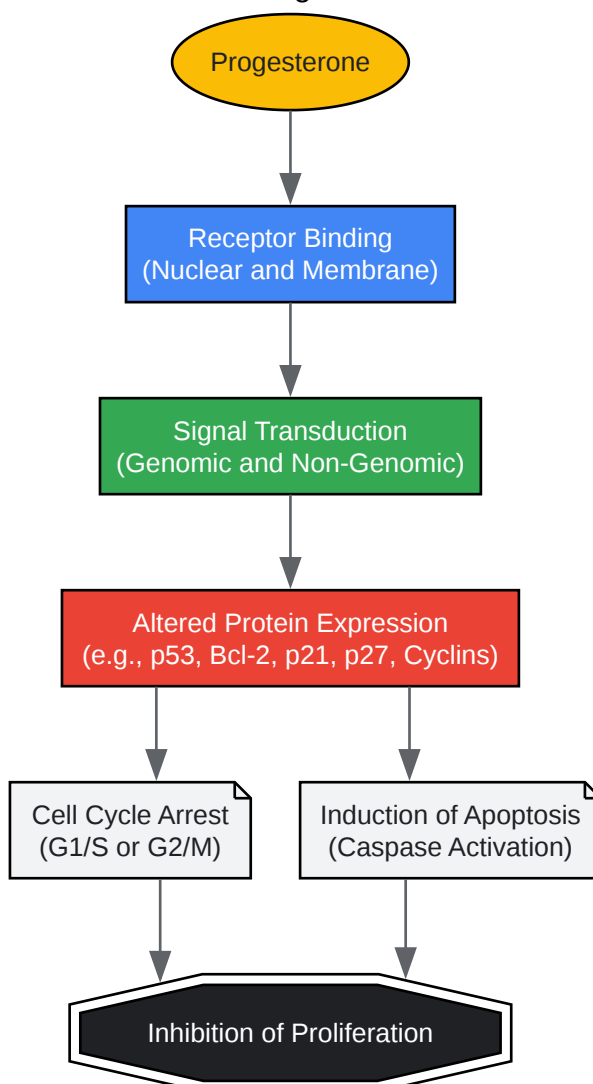 Progesterone
Receptor Binding
(Nuclear and Membrane)
Signal Transduction
(Genomic and Non-Genomic)
Altered Protein Expression
(e.g., p53, Bcl-2, p21, p27, Cyclins)
Cell Cycle Arrest
(G1/S or G2/M)
Induction of Apoptosis
(Caspase Activation)
Inhibition of Proliferation